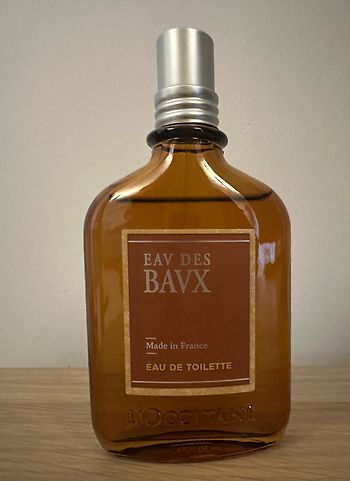 EAV DES
BAVX
Made in France
EAU DE TOILETTE
L'OCCITANE